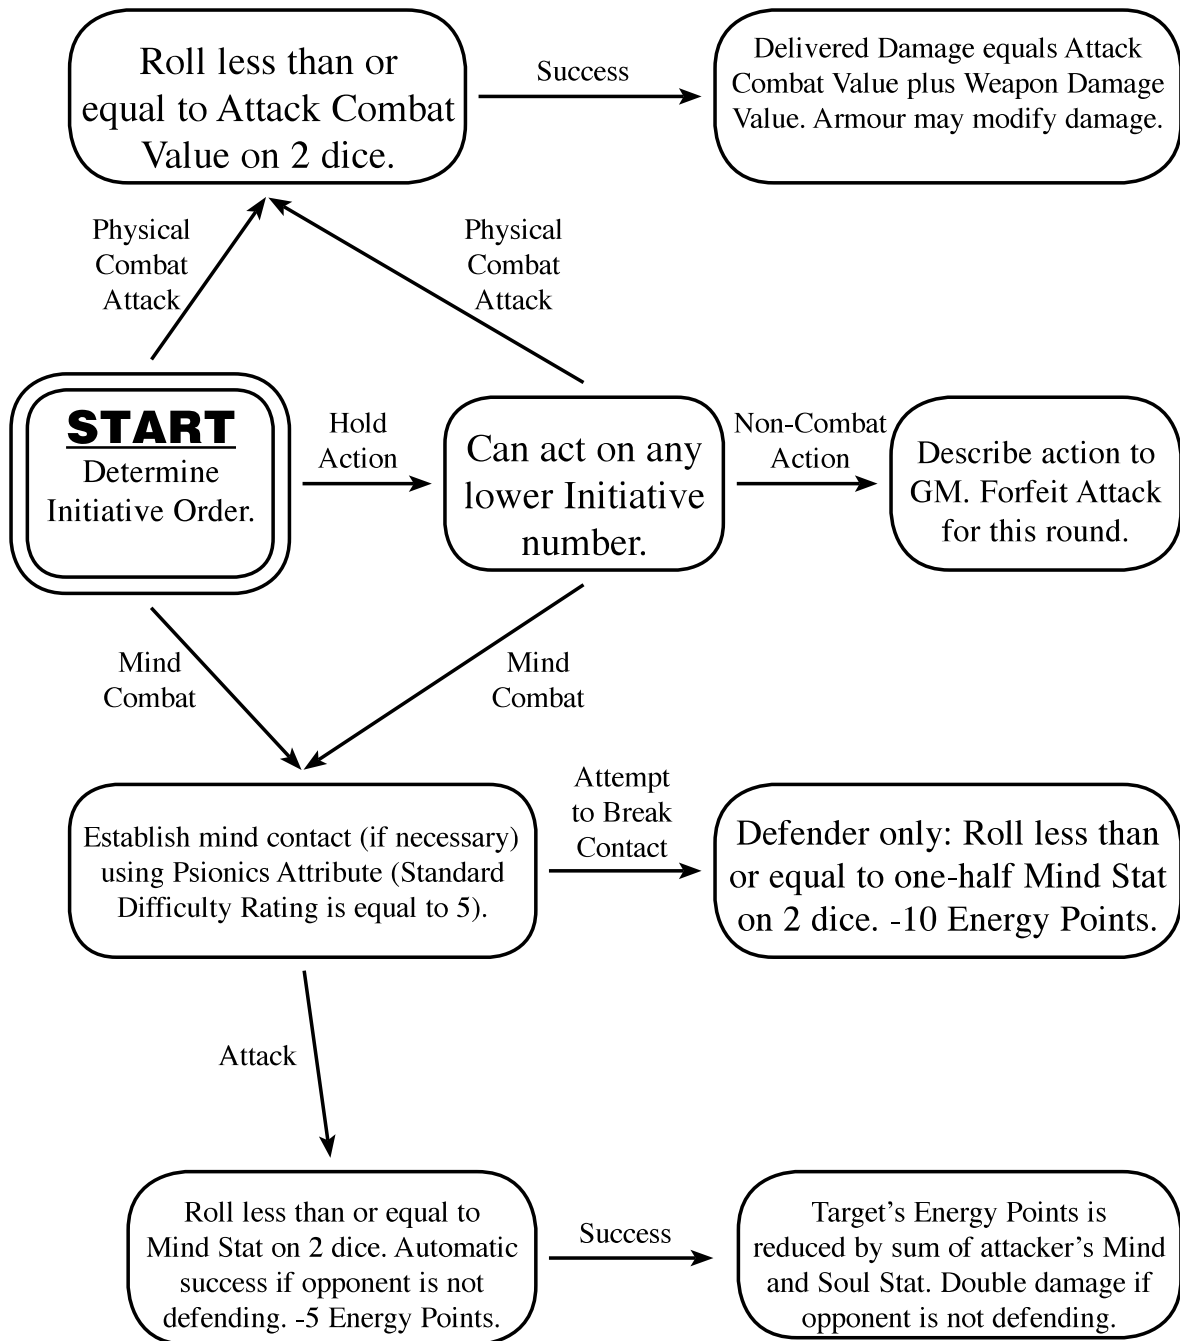 Roll less than or
equal to Attack Combat
Value on 2 dice.
Success
Delivered Damage equals Attack
Combat Value plus Weapon Damage
Value. Armour may modify damage.
Physical
Combat
Attack
Physical
Combat
Attack
START
Determine
Initiative Order.
Hold
Action
Can act on any
lower Initiative
number.
Non-Combat
Action
Describe action to
GM. Forfeit Attack
for this round.
Mind
Combat
Mind
Combat
Establish mind contact (if necessary)
using Psionics Attribute (Standard
Difficulty Rating is equal to 5).
Attempt
to Break
Contact
Defender only: Roll less than
or equal to one-half Mind Stat
on 2 dice. -10 Energy Points.
Attack
Roll less than or equal to
Mind Stat on 2 dice. Automatic
success if opponent is not
defending. -5 Energy Points.
Success
Target’s Energy Points is
reduced by sum of attacker’s Mind
and Soul Stat. Double damage if
opponent is not defending.